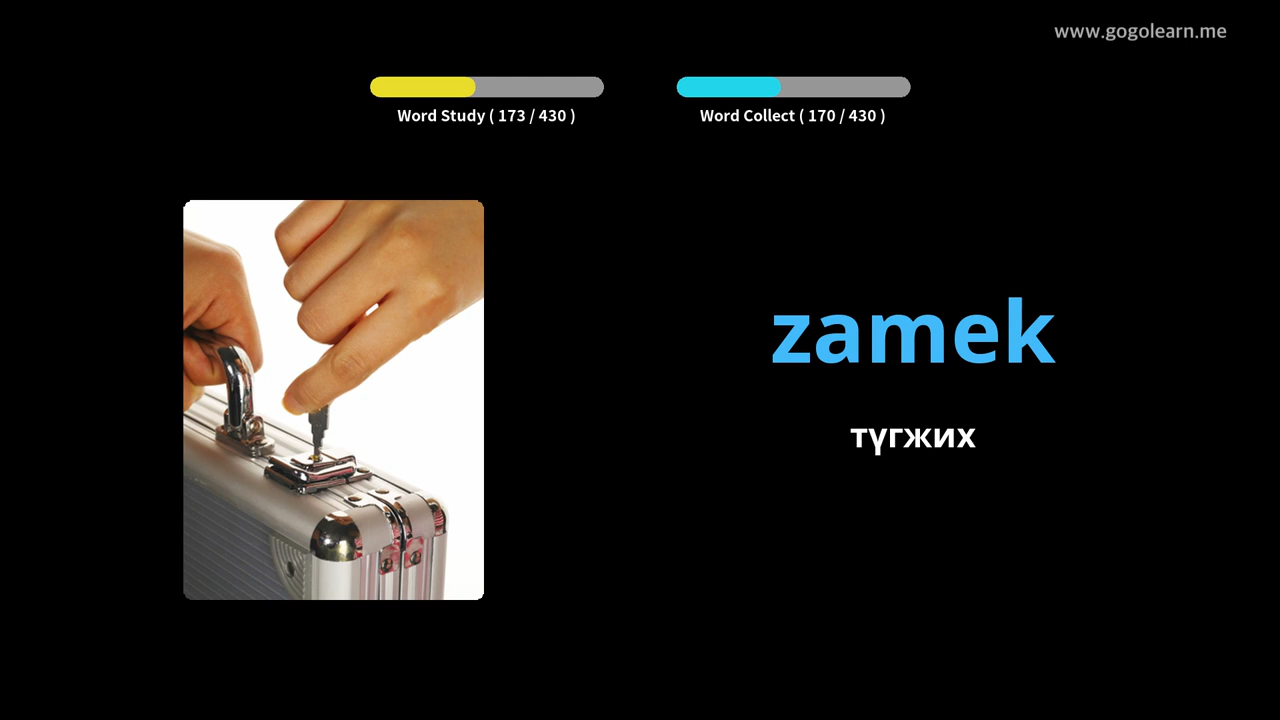 www.gogolearn.me
Word Study ( 173 / 430 )
Word Collect ( 170 / 430 )
zamek
түгжих